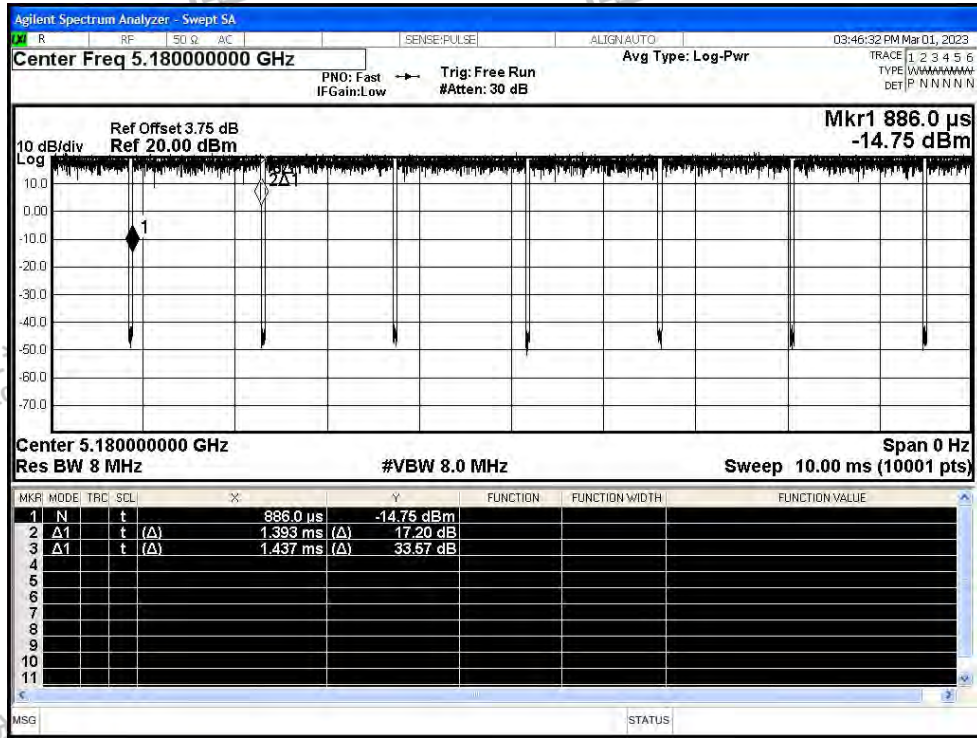 Agilent Spectrum Analyzer - Swept SA
LXI R RF 50 Ω AC SENSE:PULSE ALIGN AUTO 03:46:32 PM Mar 01, 2023
Center Freq 5.180000000 GHz
Avg Type: Log-Pwr
TRACE 1 2 3 4 5 6
PNO: Fast Trig: Free Run
TYPE WWWWWW
IFGain:Low #Atten: 30 dB
DET P N N N N N
Mkr1 886.0 µs
Ref Offset 3.75 dB
10 dB/div Ref 20.00 dBm -14.75 dBm
Log
10.0
2Δ1
0.00
1
-10.0
-20.0
-30.0
-40.0
-50.0
-60.0
-70.0
Center 5.180000000 GHz Span 0 Hz
Res BW 8 MHz #VBW 8.0 MHz Sweep 10.00 ms (10001 pts)
MKR MODE TRC SCL X Y FUNCTION FUNCTION WIDTH FUNCTION VALUE
1 N t 886.0 µs -14.75 dBm
2 Δ1 t (Δ) 1.393 ms (Δ) 17.20 dB
3 Δ1 t (Δ) 1.437 ms (Δ) 33.57 dB
4
5
6
7
8
9
10
11
MSG STATUS